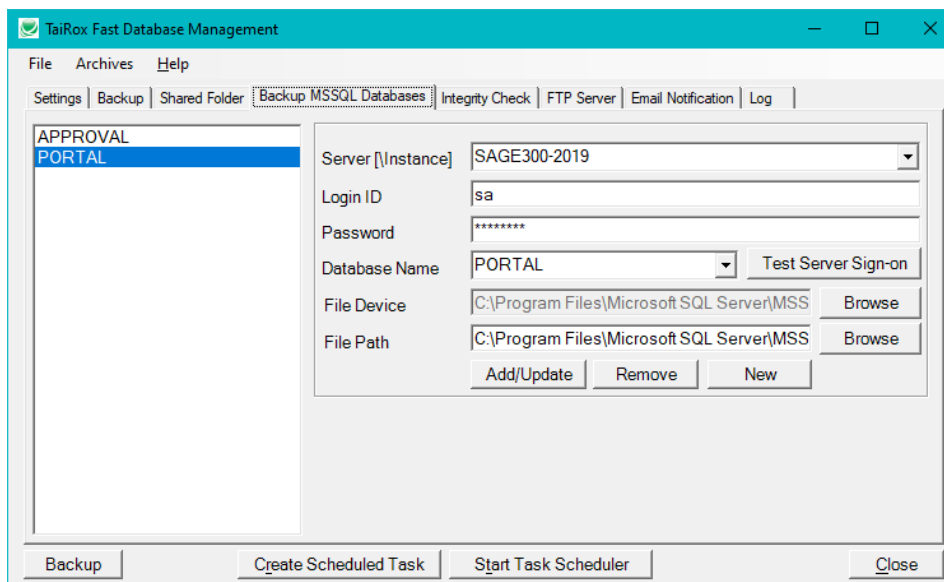 TaiRox Fast Database Management
File Archives Help
Settings Backup Shared Folder Backup MSSQL Databases Integrity Check FTP Server Email Notification Log
APPROVAL
PORTAL
Server [\Instance] SAGE300-2019
Login ID sa
Password ********
Database Name PORTAL Test Server Sign-on
File Device C:\Program Files\Microsoft SQL Server\MSS Browse
File Path C:\Program Files\Microsoft SQL Server\MSS Browse
Add/Update Remove New
Backup Create Scheduled Task Start Task Scheduler Close